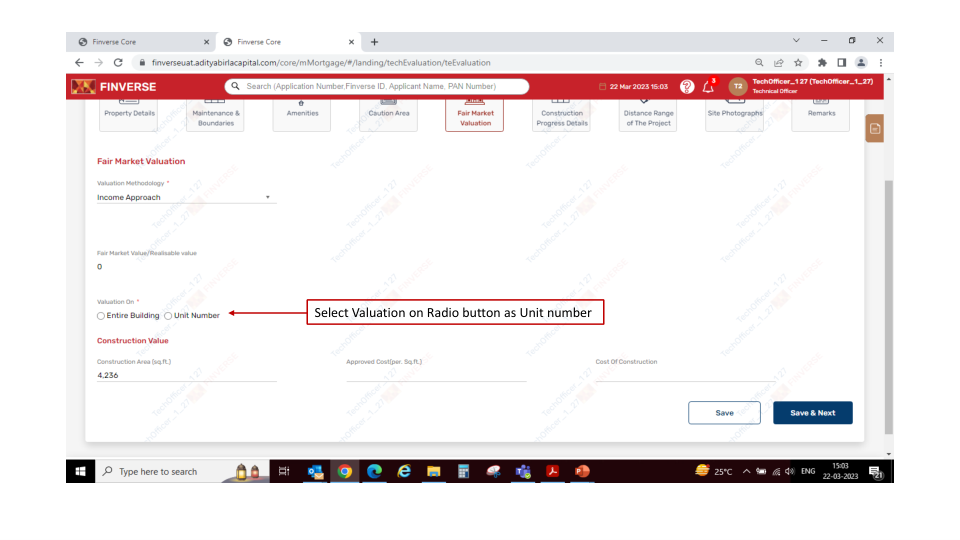 Finverse Core
Finverse Core
finverseuat.adityabirlacapital.com/core/mMortgage/#/landing/techEvaluation/teEvaluation
FINVERSE
Search (Application Number,Finverse ID, Applicant Name, PAN Number)
22 Mar 2023 15:03
3
T2
TechOfficer_127 (TechOfficer_1_27)
Technical Officer
Property Details
Maintenance &
Boundaries
Amenities
Caution Area
Fair Market
Valuation
Construction
Progress Details
Distance Range
of The Project
Site Photographs
Remarks
Fair Market Valuation
Valuation Methodology *
Income Approach
Fair Market Value/Realisable value
0
Valuation On *
Entire Building
Unit Number
Select Valuation on Radio button as Unit number
Construction Value
Construction Area (sq.ft.)
Approved Cost(per. Sq.ft.)
Cost Of Construction
4,236
Save
Save & Next
Type here to search
25°C
ENG
15:03
22-03-2023
21